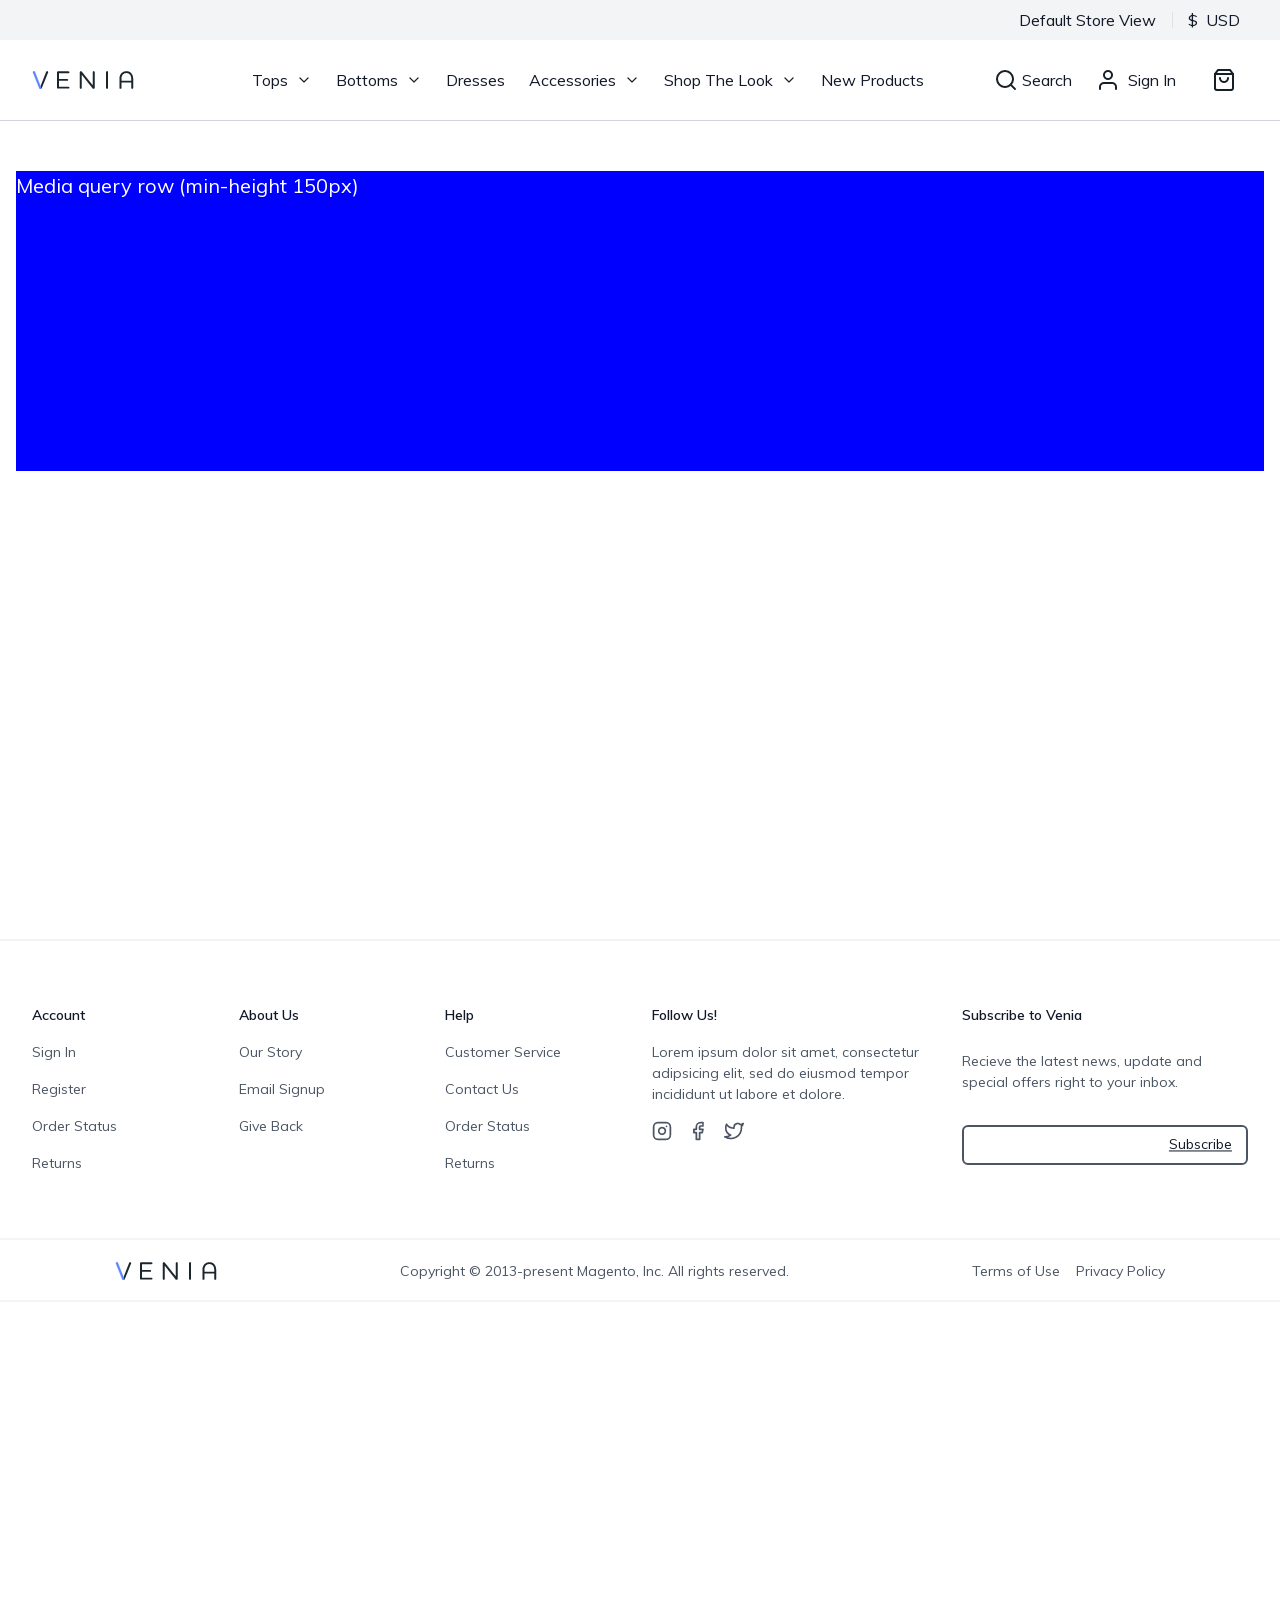 Default Store View $ USD
VENIA Tops Bottoms Dresses Accessories Shop The Look New Products Search Sign In
Media query row (min-height 150px)
Account
Sign In
Register
Order Status
Returns
About Us
Our Story
Email Signup
Give Back
Help
Customer Service
Contact Us
Order Status
Returns
Follow Us!
Lorem ipsum dolor sit amet, consectetur
adipsicing elit, sed do eiusmod tempor
incididunt ut labore et dolore.
Subscribe to Venia
Recieve the latest news, update and
special offers right to your inbox.
Subscribe
VENIA Copyright © 2013-present Magento, Inc. All rights reserved. Terms of Use Privacy Policy